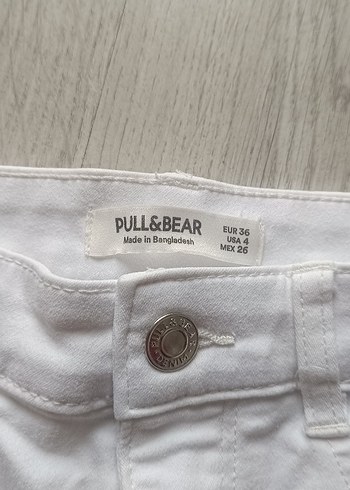 PULL&BEAR
Made in Bangladesh
EUR 36
USA 4
MEX 26
PULL&BEAR
DENIM